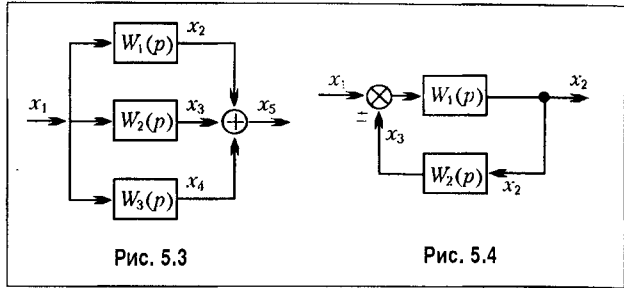 x₁
W₁(p)
x₂
W₂(p)
x₃
x₅
W₃(p)
x₄
Рис. 5.3
x₁
±
x₃
W₁(p)
x₂
W₂(p)
x₂
Рис. 5.4